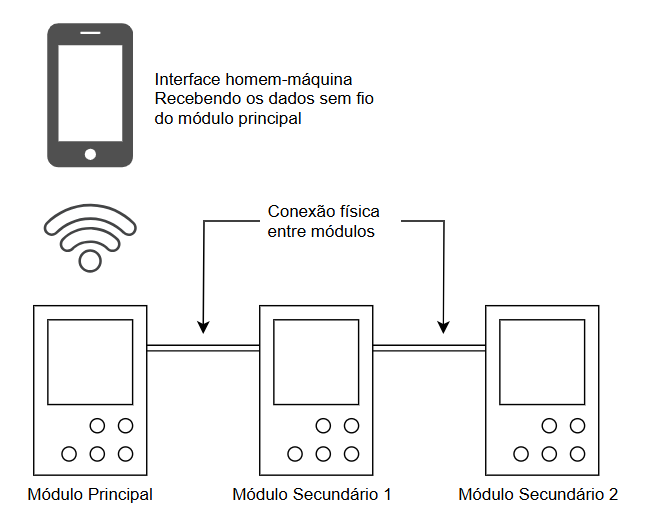 Interface homem-máquina
Recebendo os dados sem fio
do módulo principal
Conexão física
entre módulos
Módulo Principal
Módulo Secundário 1
Módulo Secundário 2